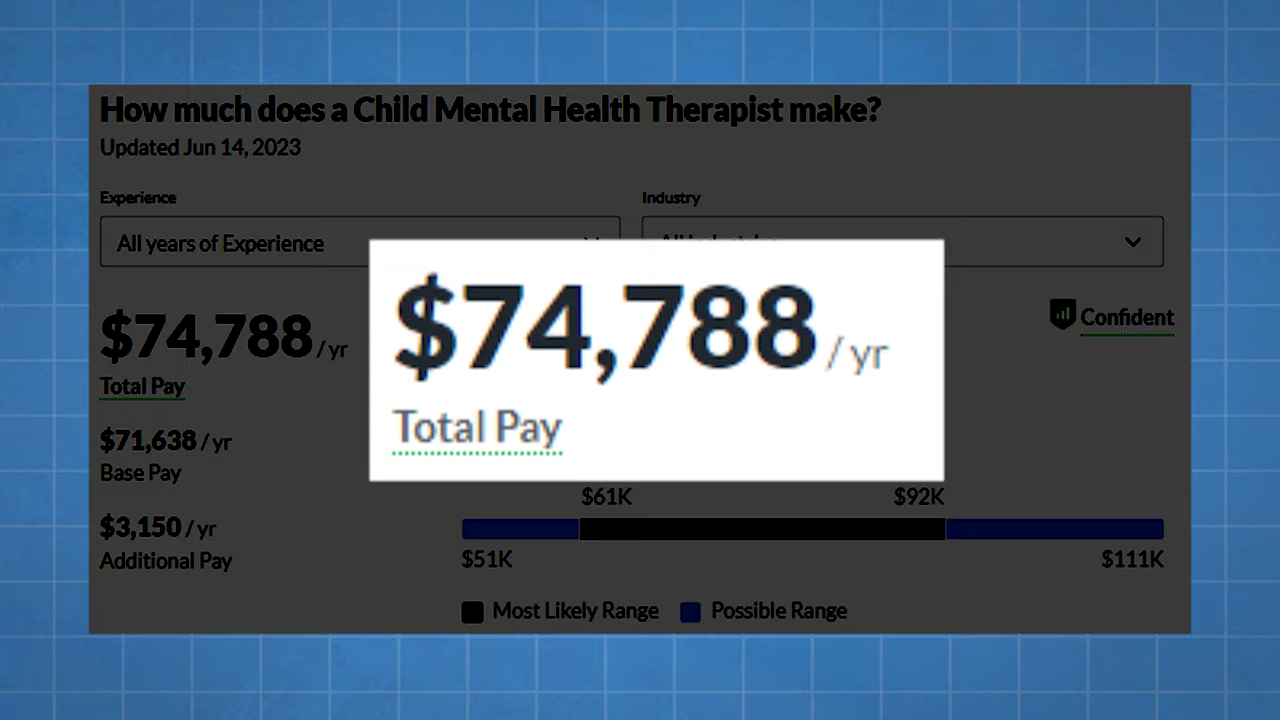 How much does a Child Mental Health Therapist make?
Updated Jun 14, 2023
Experience
Industry
All years of Experience
$74,788 / yr
Total Pay
$74,788 / yr
Total Pay
Confident
$71,638 / yr
Base Pay
$3,150 / yr
Additional Pay
$61K
$92K
$51K
$111K
Most Likely Range
Possible Range